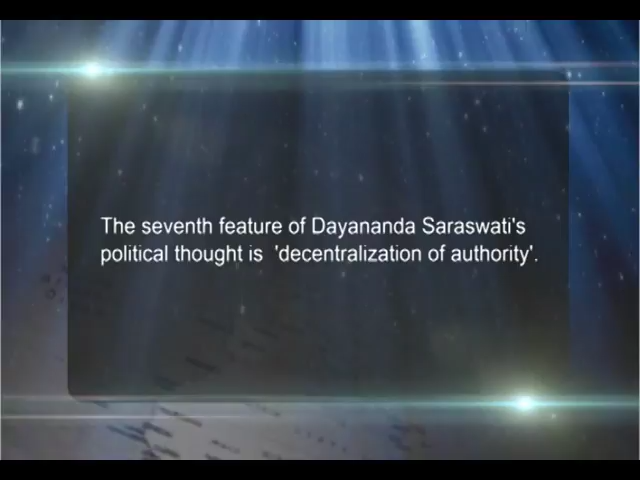 The seventh feature of Dayananda Saraswati's
political thought is  'decentralization of authority'.